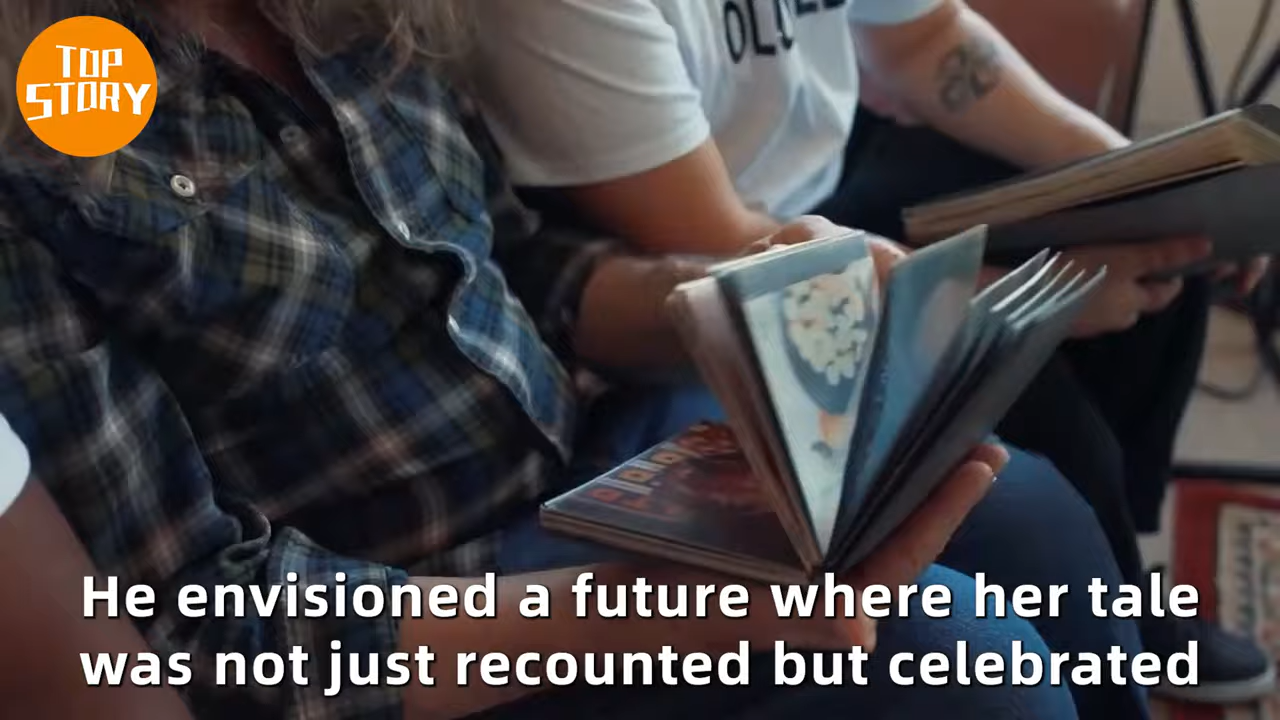 TOP
STORY
He envisioned a future where her tale
was not just recounted but celebrated